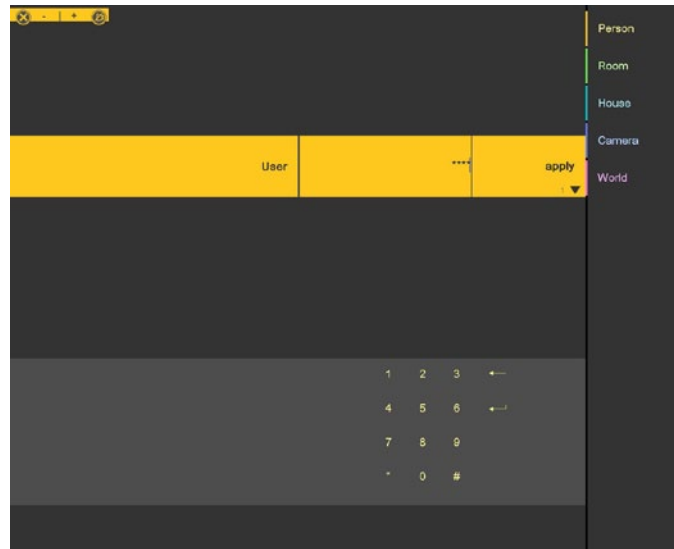 - | +
Person
Room
House
Camera
World
User **** apply
1 2 3 ←
4 5 6 ↵
7 8 9
* 0 #